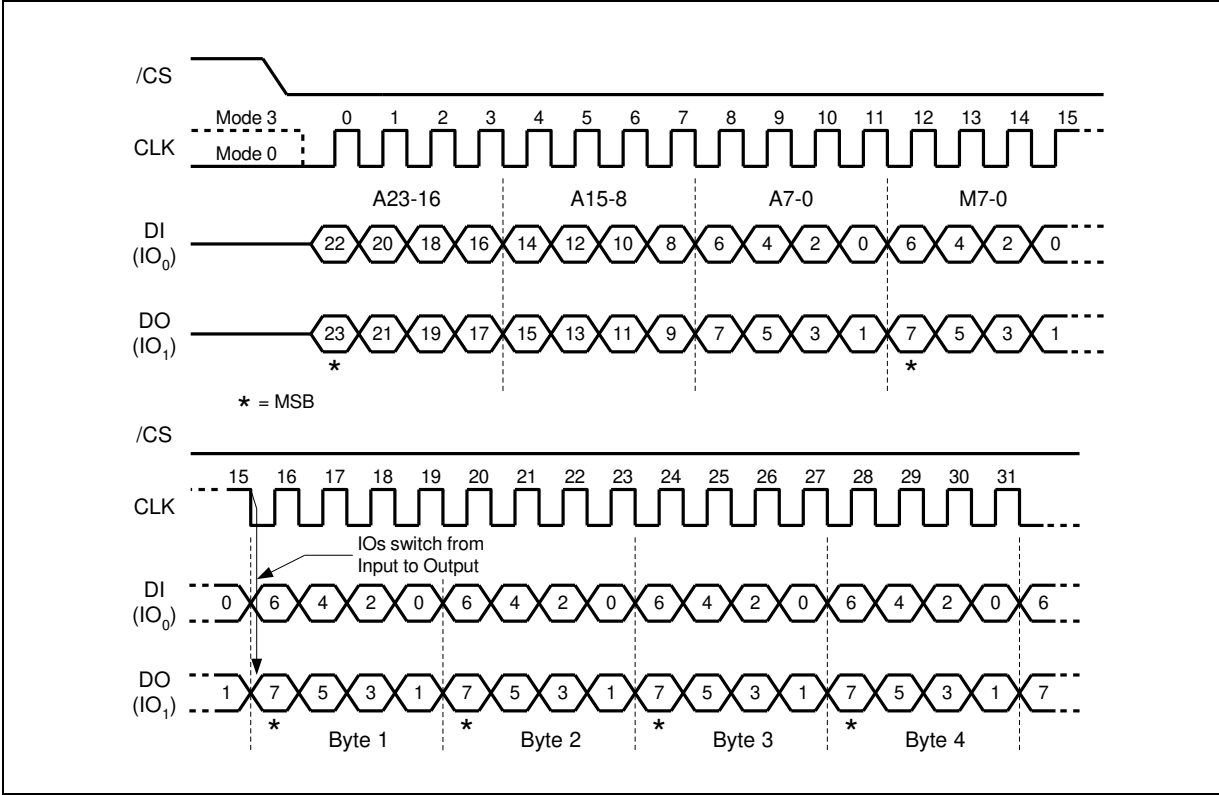 /CS
Mode 3 0 1 2 3 4 5 6 7 8 9 10 11 12 13 14 15
CLK
Mode 0
A23-16 A15-8 A7-0 M7-0
DI
(IO0)
22 20 18 16 14 12 10 8 6 4 2 0 6 4 2 0
DO
(IO1)
23 21 19 17 15 13 11 9 7 5 3 1 7 5 3 1
* *
* = MSB
/CS
15 16 17 18 19 20 21 22 23 24 25 26 27 28 29 30 31
CLK
IOs switch from
Input to Output
DI
(IO0)
0 6 4 2 0 6 4 2 0 6 4 2 0 6 4 2 0 6
DO
(IO1)
1 7 5 3 1 7 5 3 1 7 5 3 1 7 5 3 1 7
* * * *
Byte 1 Byte 2 Byte 3 Byte 4